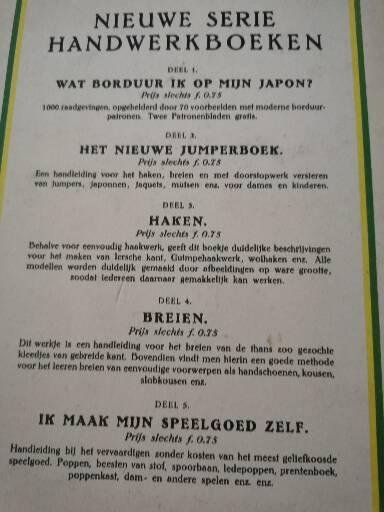 NIEUWE SERIE
HANDWERKBOEKEN
DEEL 1.
WAT BORDUUR IK OP MIJN JAPON?
Prijs slechts f. 0.75
1000 raadgevingen, opgehelderd door 70 voorbeelden met moderne borduur-
patronen. Twee Patronenbladen gratis.
DEEL 2.
HET NIEUWE JUMPERBOEK.
Prijs slechts f. 0.75
Een handleiding voor het haken, breien en met doorstopwerk versieren
van jumpers, japonnen, jaquets, mutsen enz. voor dames en kinderen.
DEEL 3.
HAKEN.
Prijs slechts f. 0.75
Behalve voor eenvoudig haakwerk, geeft dit boekje duidelijke beschrijvingen
voor het maken van Iersche kant, Guimpehaakwerk, wolhaken enz. Alle
modellen worden duidelijk gemaakt door afbeeldingen op ware grootte,
zoodat iedereen daarnaar gemakkelijk kan werken.
DEEL 4.
BREIEN.
Prijs slechts f. 0.75
Dit werkje is een handleiding voor het breien van de thans zoo gezochte
kleedjes van gebreide kant. Bovendien vindt men hierin een goede methode
voor het leeren breien van eenvoudige voorwerpen als handschoenen, kousen,
slobkousen enz.
DEEL 5.
IK MAAK MIJN SPEELGOED ZELF.
Prijs slechts f. 0.75
Handleiding bij het vervaardigen zonder kosten van het meest geliefkoosde
speelgoed. Poppen, beesten van stof, spoorbaan, ledepoppen, prentenboek,
poppenkast, dam- en andere spelen enz. enz.